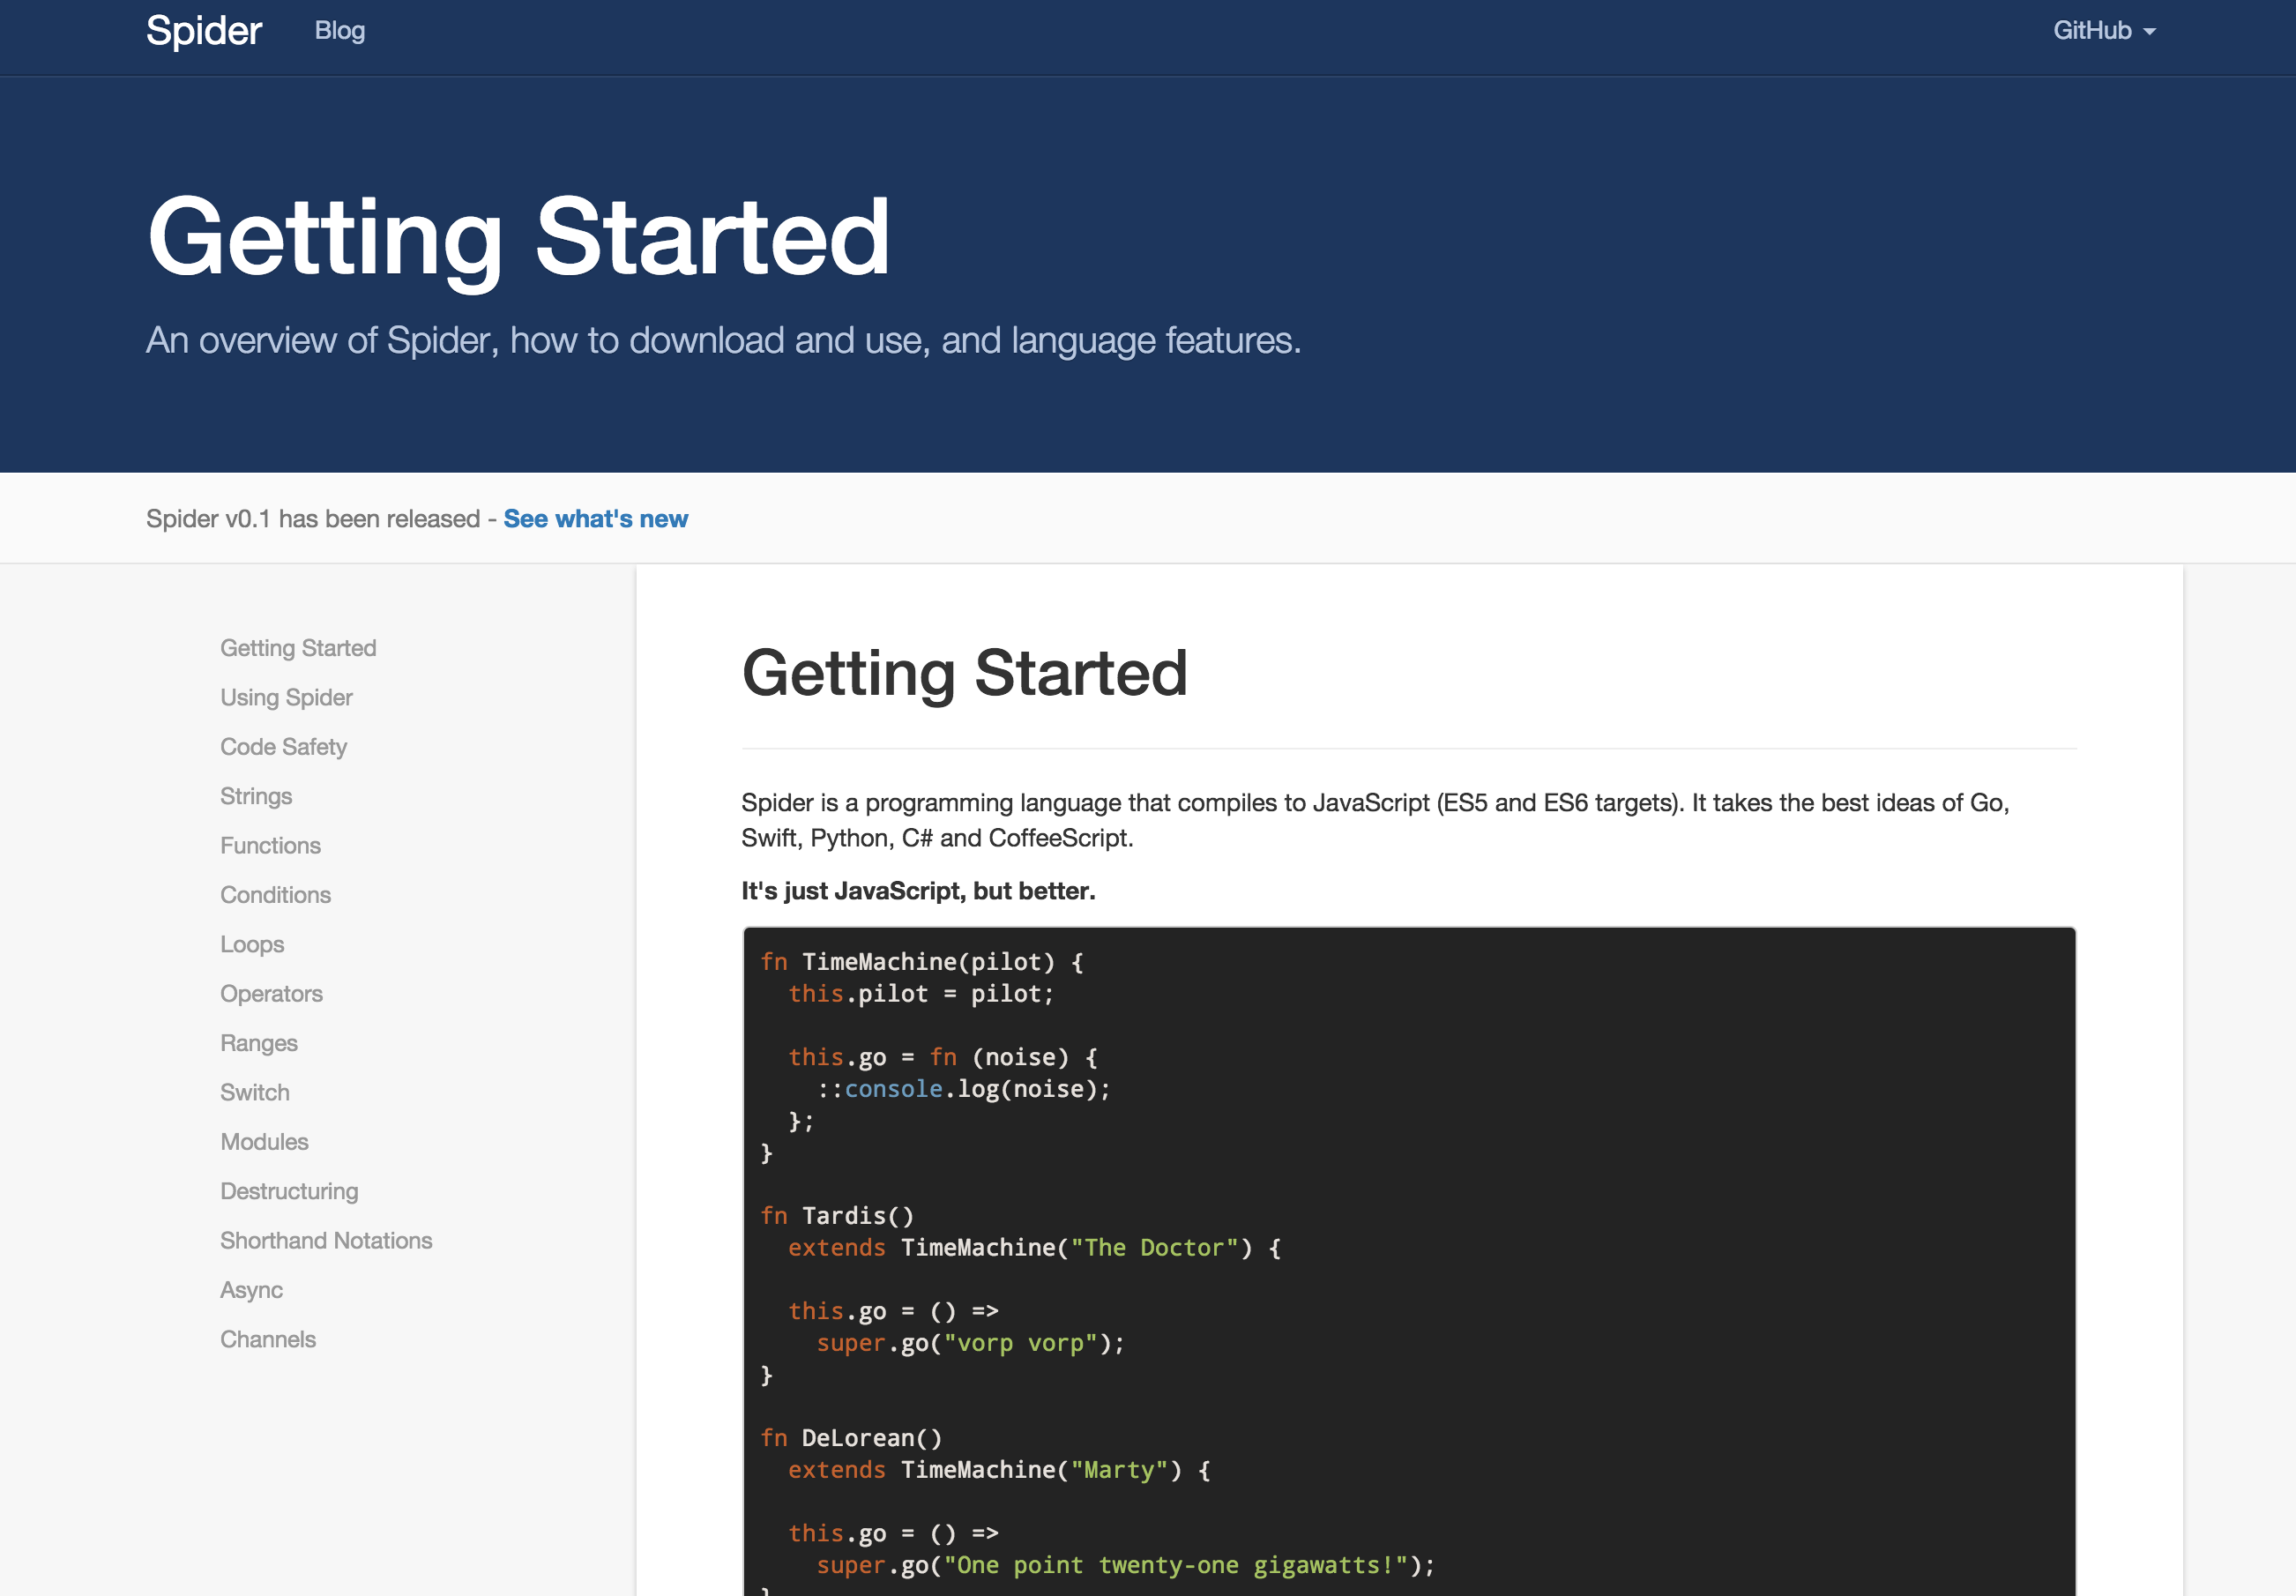 Spider Blog GitHub
Getting Started
An overview of Spider, how to download and use, and language features.
Spider v0.1 has been released - See what's new
Getting Started
Using Spider
Code Safety
Strings
Functions
Conditions
Loops
Operators
Ranges
Switch
Modules
Destructuring
Shorthand Notations
Async
Channels
Getting Started
Spider is a programming language that compiles to JavaScript (ES5 and ES6 targets). It takes the best ideas of Go,
Swift, Python, C# and CoffeeScript.
It's just JavaScript, but better.
fn TimeMachine(pilot) {
  this.pilot = pilot;

  this.go = fn (noise) {
    ::console.log(noise);
  };
}

fn Tardis()
  extends TimeMachine("The Doctor") {

  this.go = () =>
    super.go("vorp vorp");
}

fn DeLorean()
  extends TimeMachine("Marty") {

  this.go = () =>
    super.go("One point twenty-one gigawatts!");
}